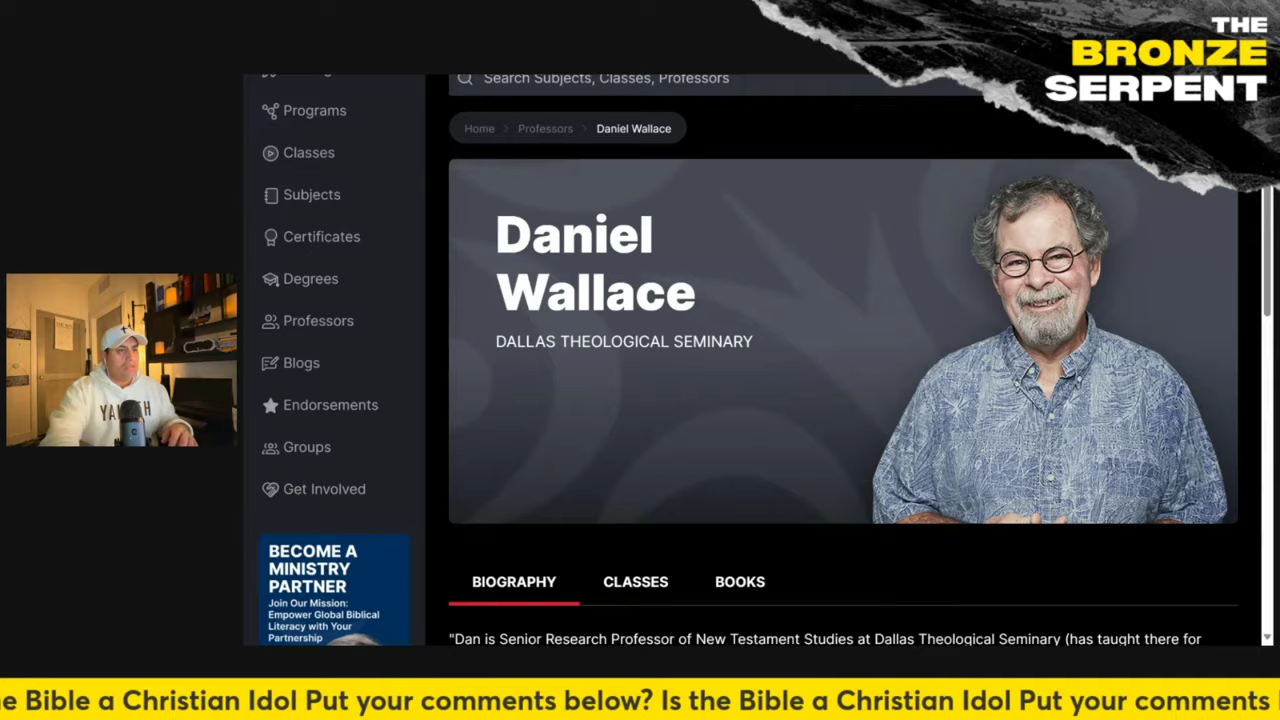 THE
BRONZE
SERPENT
Search Subjects, Classes, Professors
Home
Professors
Daniel Wallace
Programs
Classes
Subjects
Certificates
Degrees
Professors
Blogs
Endorsements
Groups
Get Involved
BECOME A
MINISTRY
PARTNER
Join Our Mission:
Empower Global Biblical
Literacy with Your
Partnership
Daniel
Wallace
DALLAS THEOLOGICAL SEMINARY
BIOGRAPHY
CLASSES
BOOKS
"Dan is Senior Research Professor of New Testament Studies at Dallas Theological Seminary (has taught there for
e Bible a Christian Idol Put your comments below? Is the Bible a Christian Idol Put your comments